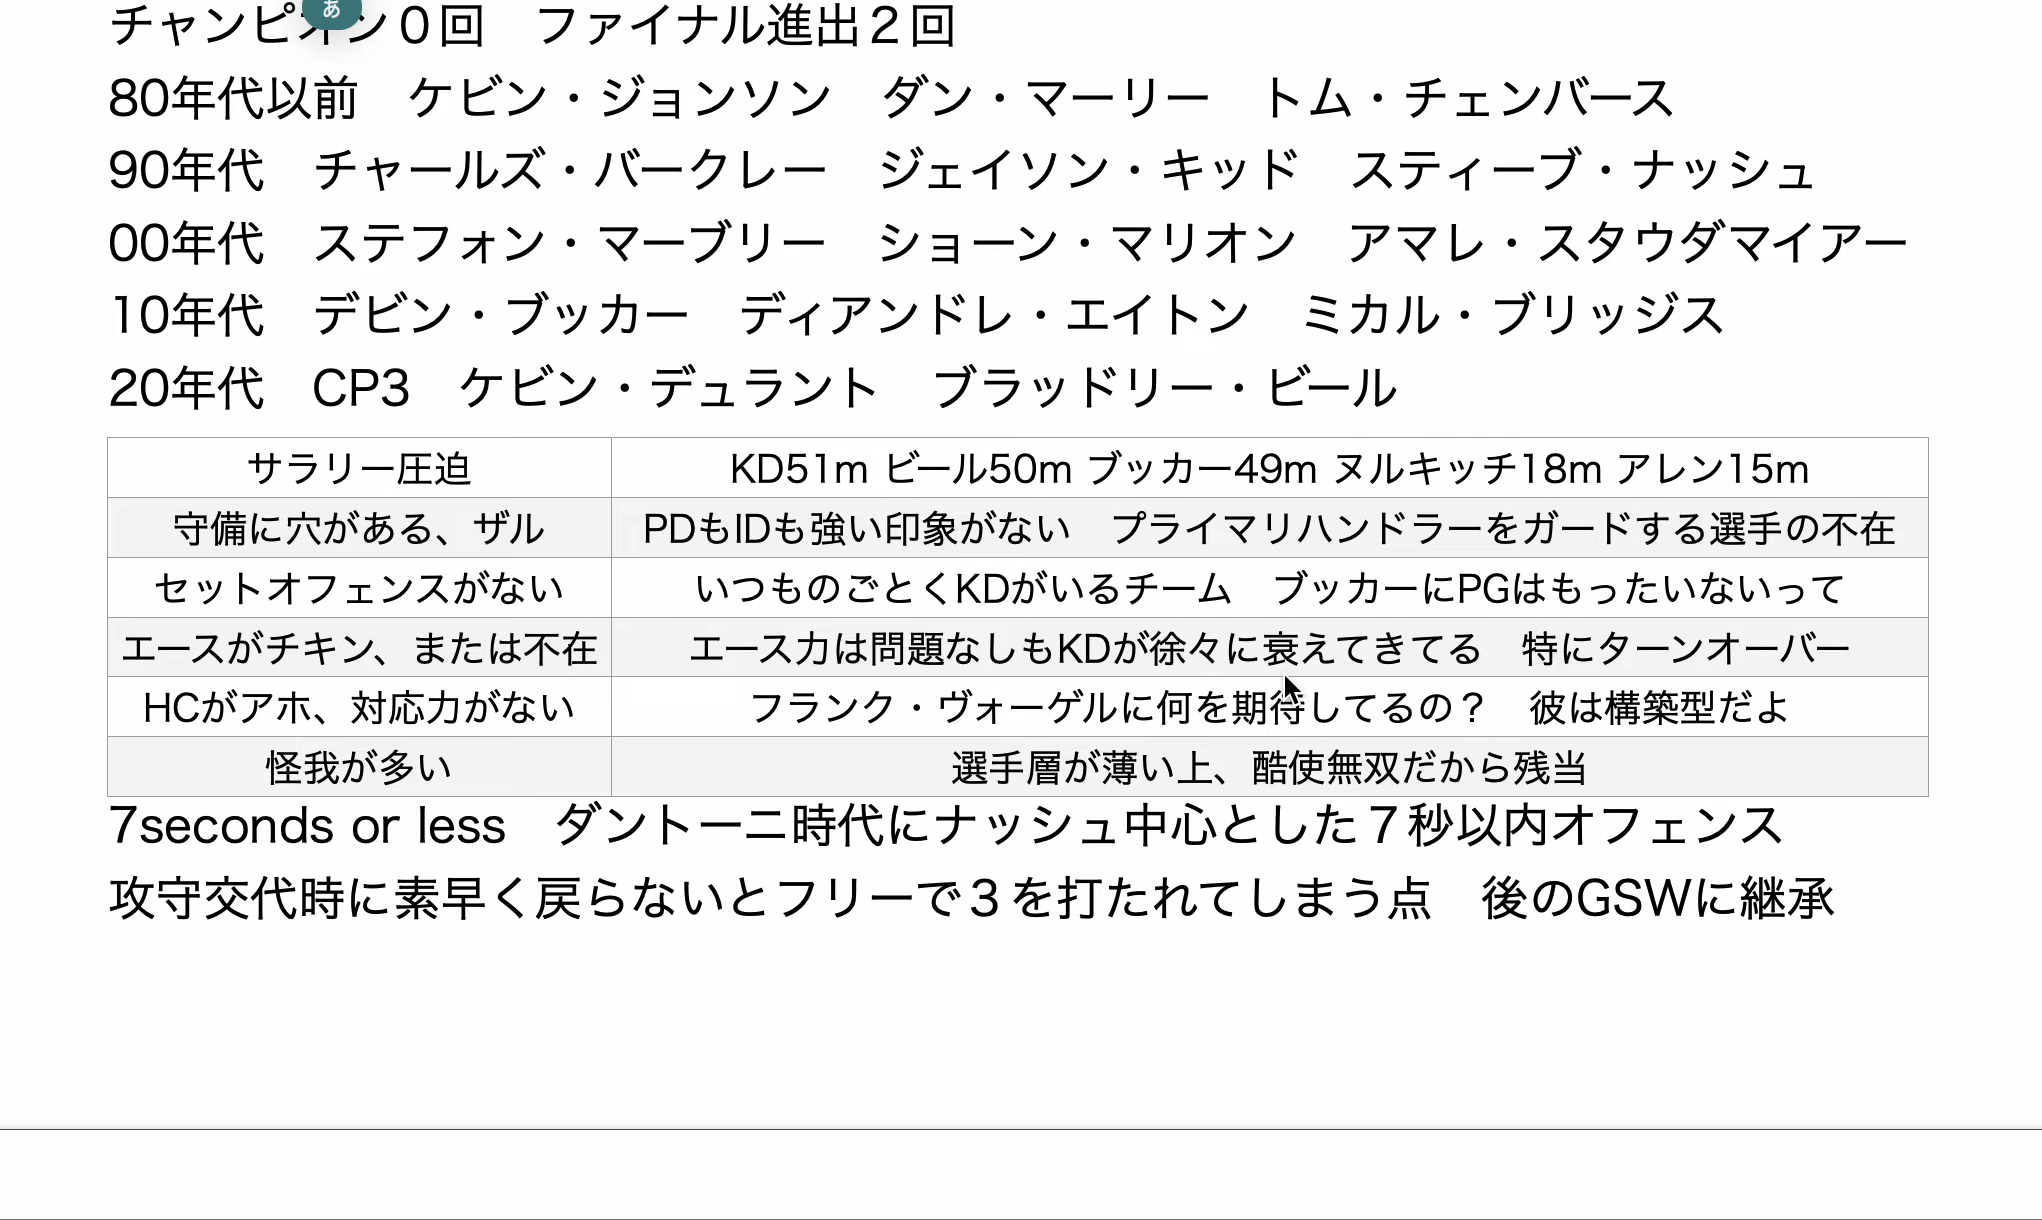 チャンピオン０回　ファイナル進出２回
あ
80年代以前　ケビン・ジョンソン　ダン・マーリー　トム・チェンバース
90年代　チャールズ・バークレー　ジェイソン・キッド　スティーブ・ナッシュ
00年代　ステフォン・マーブリー　ショーン・マリオン　アマレ・スタウダマイアー
10年代　デビン・ブッカー　ディアンドレ・エイトン　ミカル・ブリッジス
20年代　CP3　ケビン・デュラント　ブラッドリー・ビール
サラリー圧迫　KD51m ビール50m ブッカー49m ヌルキッチ18m アレン15m
守備に穴がある、ザル　PDもIDも強い印象がない　プライマリハンドラーをガードする選手の不在
セットオフェンスがない　いつものごとくKDがいるチーム　ブッカーにPGはもったいないって
エースがチキン、または不在　エース力は問題なしもKDが徐々に衰えてきてる　特にターンオーバー
HCがアホ、対応力がない　フランク・ヴォーゲルに何を期待してるの？　彼は構築型だよ
怪我が多い　選手層が薄い上、酷使無双だから残当
7seconds or less　ダントーニ時代にナッシュ中心とした７秒以内オフェンス
攻守交代時に素早く戻らないとフリーで３を打たれてしまう点　後のGSWに継承